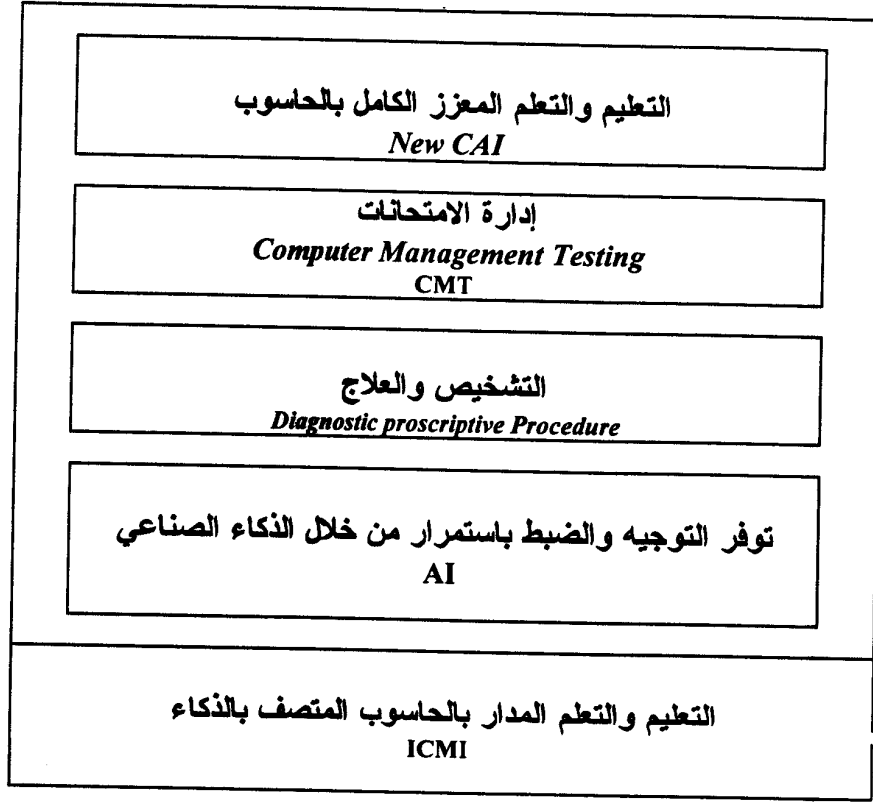 التعليم والتعلم المعزز الكامل بالحاسوب
New CAI
إدارة الامتحانات
Computer Management Testing
CMT
التشخيص والعلاج
Diagnostic proscriptive Procedure
توفر التوجيه والضبط باستمرار من خلال الذكاء الصناعي
AI
التعليم والتعلم المدار بالحاسوب المتصف بالذكاء
ICMI